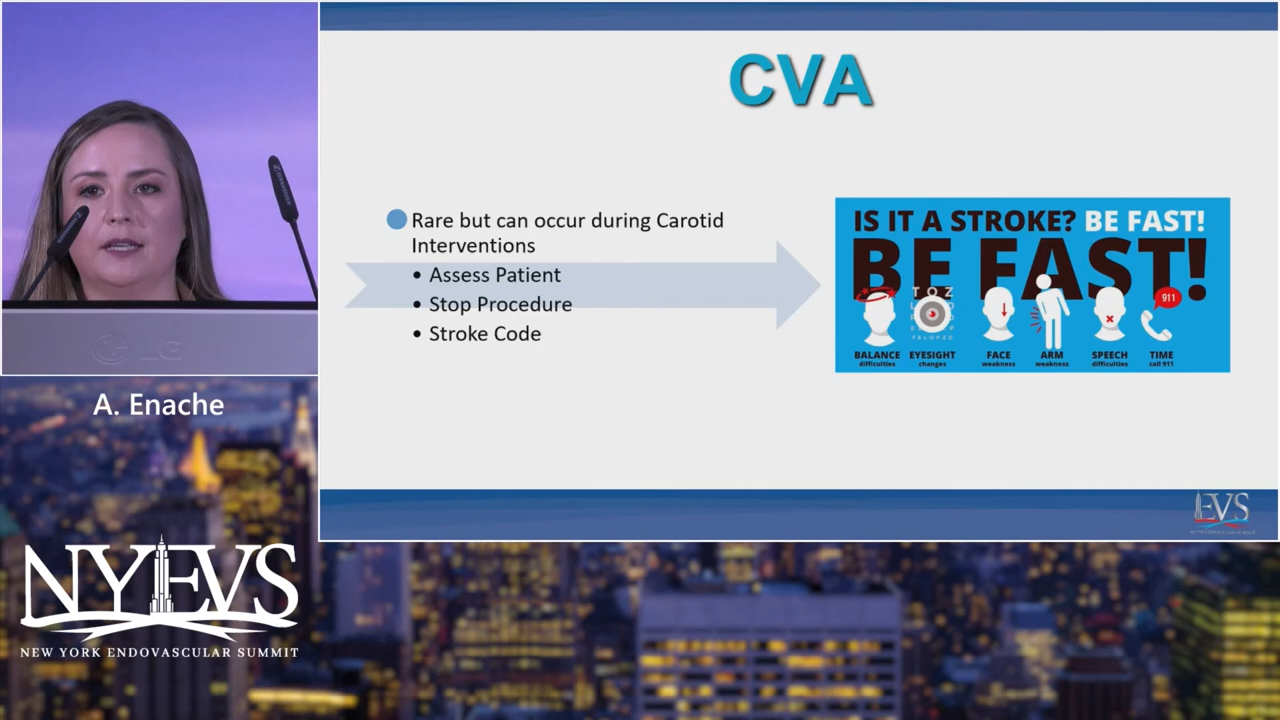 CVA
Rare but can occur during Carotid
Interventions
• Assess Patient
• Stop Procedure
• Stroke Code
IS IT A STROKE? BE FAST!
BE FAST!
T O Z
911
BALANCE
difficulties
EYESIGHT
changes
FACE
weakness
ARM
weakness
SPEECH
difficulties
TIME
call 911
EVS
LG
A. Enache
NYEVS
NEW YORK ENDOVASCULAR SUMMIT